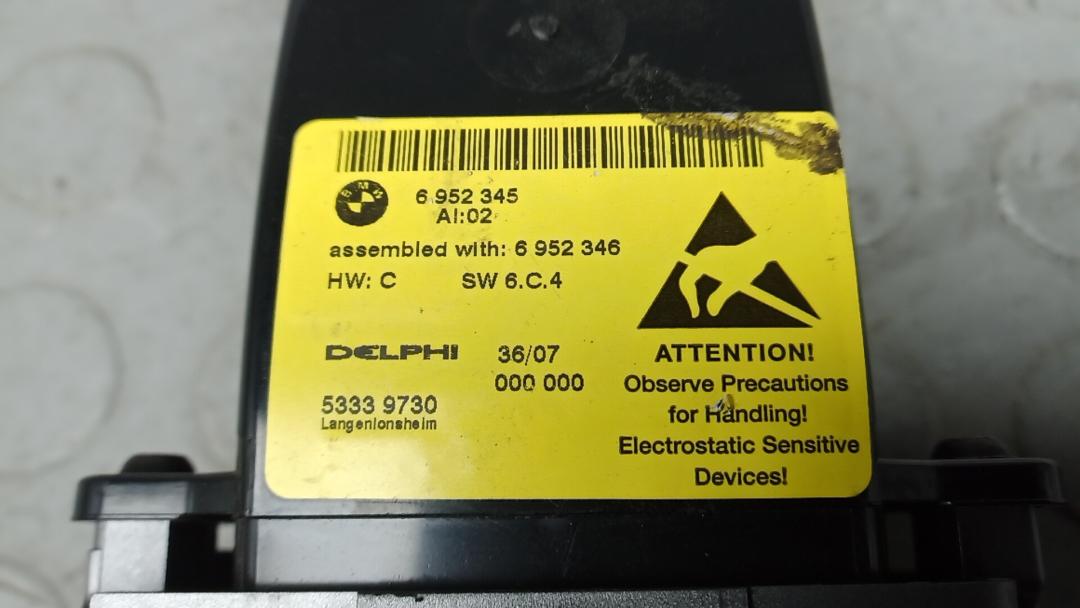 BMW
6 952 345
AI:02
assembled with: 6 952 346
HW: C SW 6.C.4
DELPHI 36/07
000 000
5333 9730
Langenlonsheim
ATTENTION!
Observe Precautions
for Handling!
Electrostatic Sensitive
Devices!